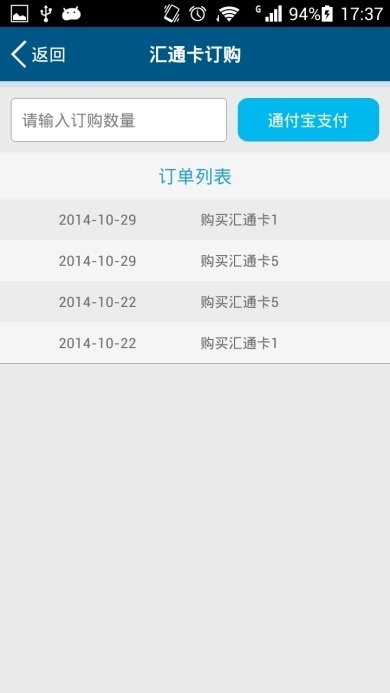 G 94% 17:37
返回 汇通卡订购
请输入订购数量 通付宝支付
订单列表
2014-10-29 购买汇通卡1
2014-10-29 购买汇通卡5
2014-10-22 购买汇通卡5
2014-10-22 购买汇通卡1